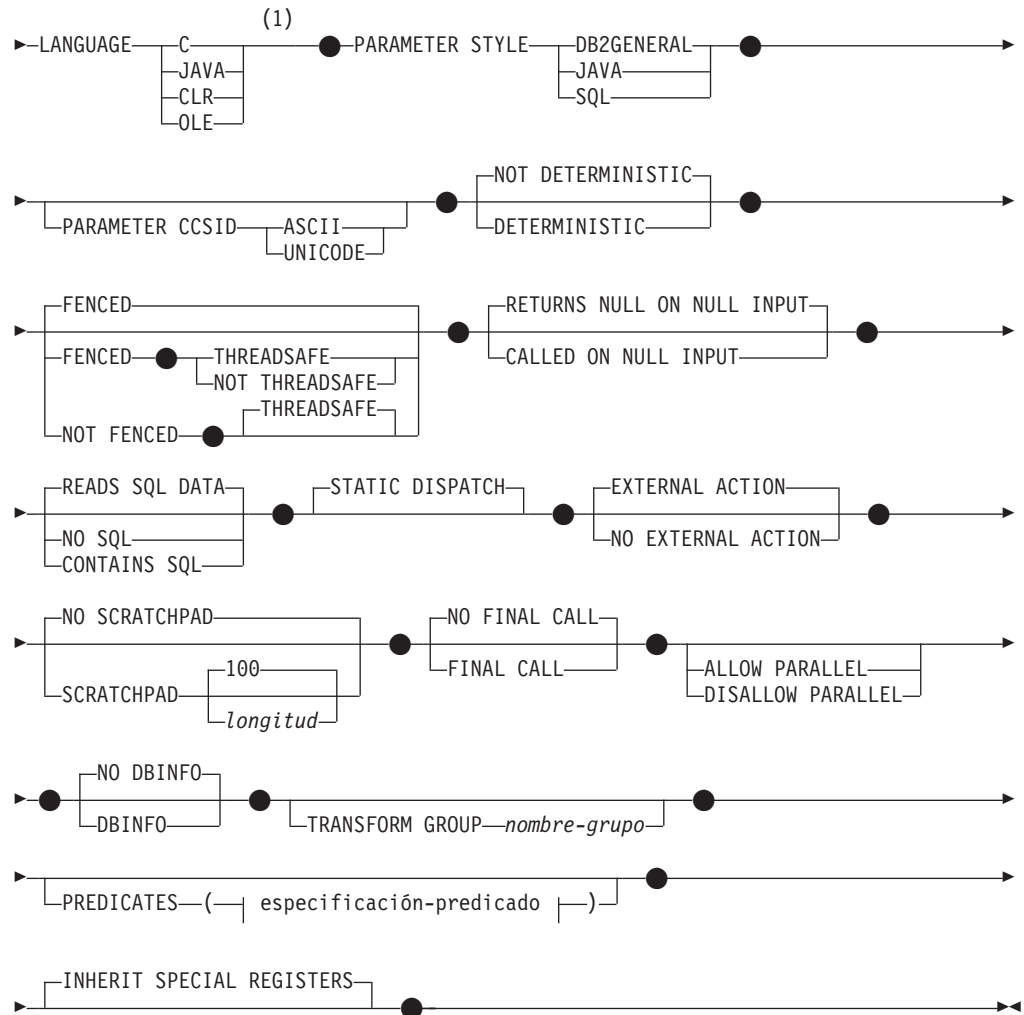 (1)
LANGUAGE C PARAMETER STYLE DB2GENERAL
JAVA JAVA
CLR SQL
OLE
NOT DETERMINISTIC
PARAMETER CCSID ASCII DETERMINISTIC
UNICODE
FENCED RETURNS NULL ON NULL INPUT
FENCED THREADSAFE CALLED ON NULL INPUT
NOT THREADSAFE
THREADSAFE
NOT FENCED
READS SQL DATA STATIC DISPATCH EXTERNAL ACTION
NO SQL NO EXTERNAL ACTION
CONTAINS SQL
NO SCRATCHPAD NO FINAL CALL
100 FINAL CALL ALLOW PARALLEL
SCRATCHPAD DISALLOW PARALLEL
longitud
NO DBINFO
DBINFO TRANSFORM GROUP nombre-grupo
PREDICATES ( especificación-predicado )
INHERIT SPECIAL REGISTERS